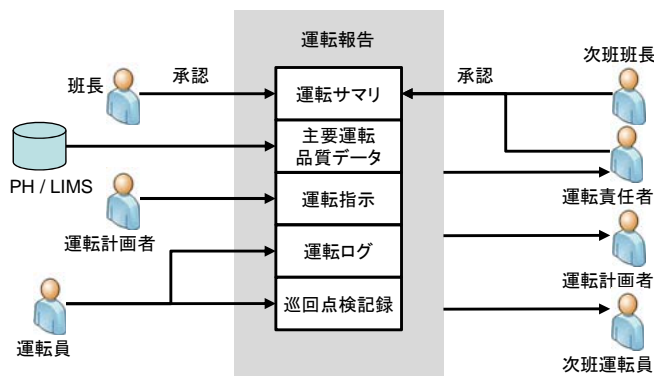 運転報告
班長
承認
運転サマリ
承認
次班班長
主要運転
品質データ
PH / LIMS
運転指示
運転責任者
運転計画者
運転ログ
運転計画者
巡回点検記録
運転員
次班運転員